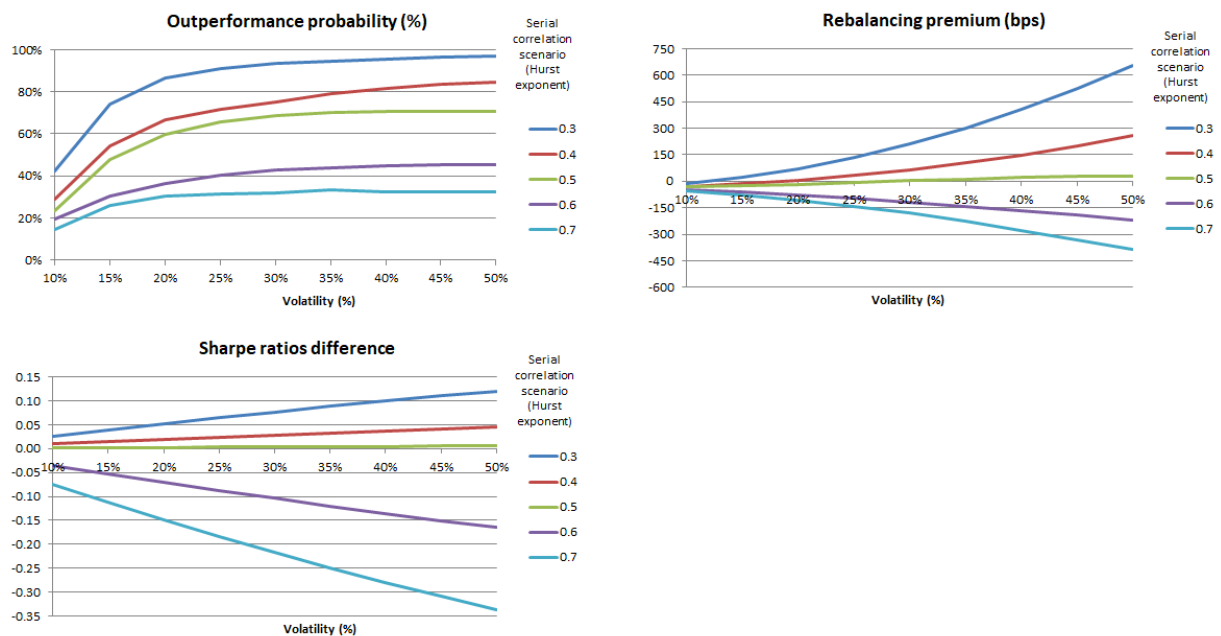 Outperformance probability (%)
Serial
correlation
scenario
(Hurst
exponent)
100%
80%
60%
40%
20%
0%
10% 15% 20% 25% 30% 35% 40% 45% 50%
Volatility (%)
0.3
0.4
0.5
0.6
0.7
Rebalancing premium (bps)
Serial
correlation
scenario
(Hurst
exponent)
750
600
450
300
150
0
-150
-300
-450
-600
10% 15% 20% 25% 30% 35% 40% 45% 50%
Volatility (%)
0.3
0.4
0.5
0.6
0.7
Sharpe ratios difference
Serial
correlation
scenario
(Hurst
exponent)
0.15
0.10
0.05
0.00
-0.05
-0.10
-0.15
-0.20
-0.25
-0.30
-0.35
10% 15% 20% 25% 30% 35% 40% 45% 50%
Volatility (%)
0.3
0.4
0.5
0.6
0.7